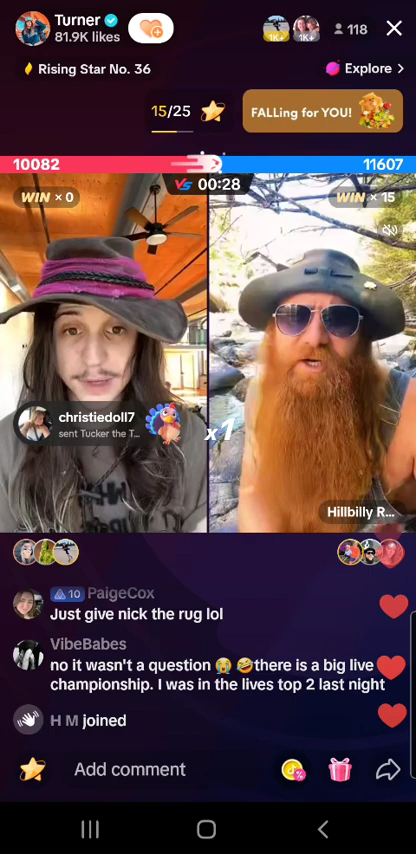 Turner
81.9K likes
1K+
1K+
118
Rising Star No. 36
Explore >
15/25
FALLing for YOU!
10082
VS 00:28
11607
WIN × 0
WIN × 15
christiedoll7
sent Tucker the T...
x1
Hillbilly R...
10 PaigeCox
Just give nick the rug lol
VibeBabes
no it wasn't a question 😭 🤣there is a big live
championship. I was in the lives top 2 last night
H M joined
Add comment